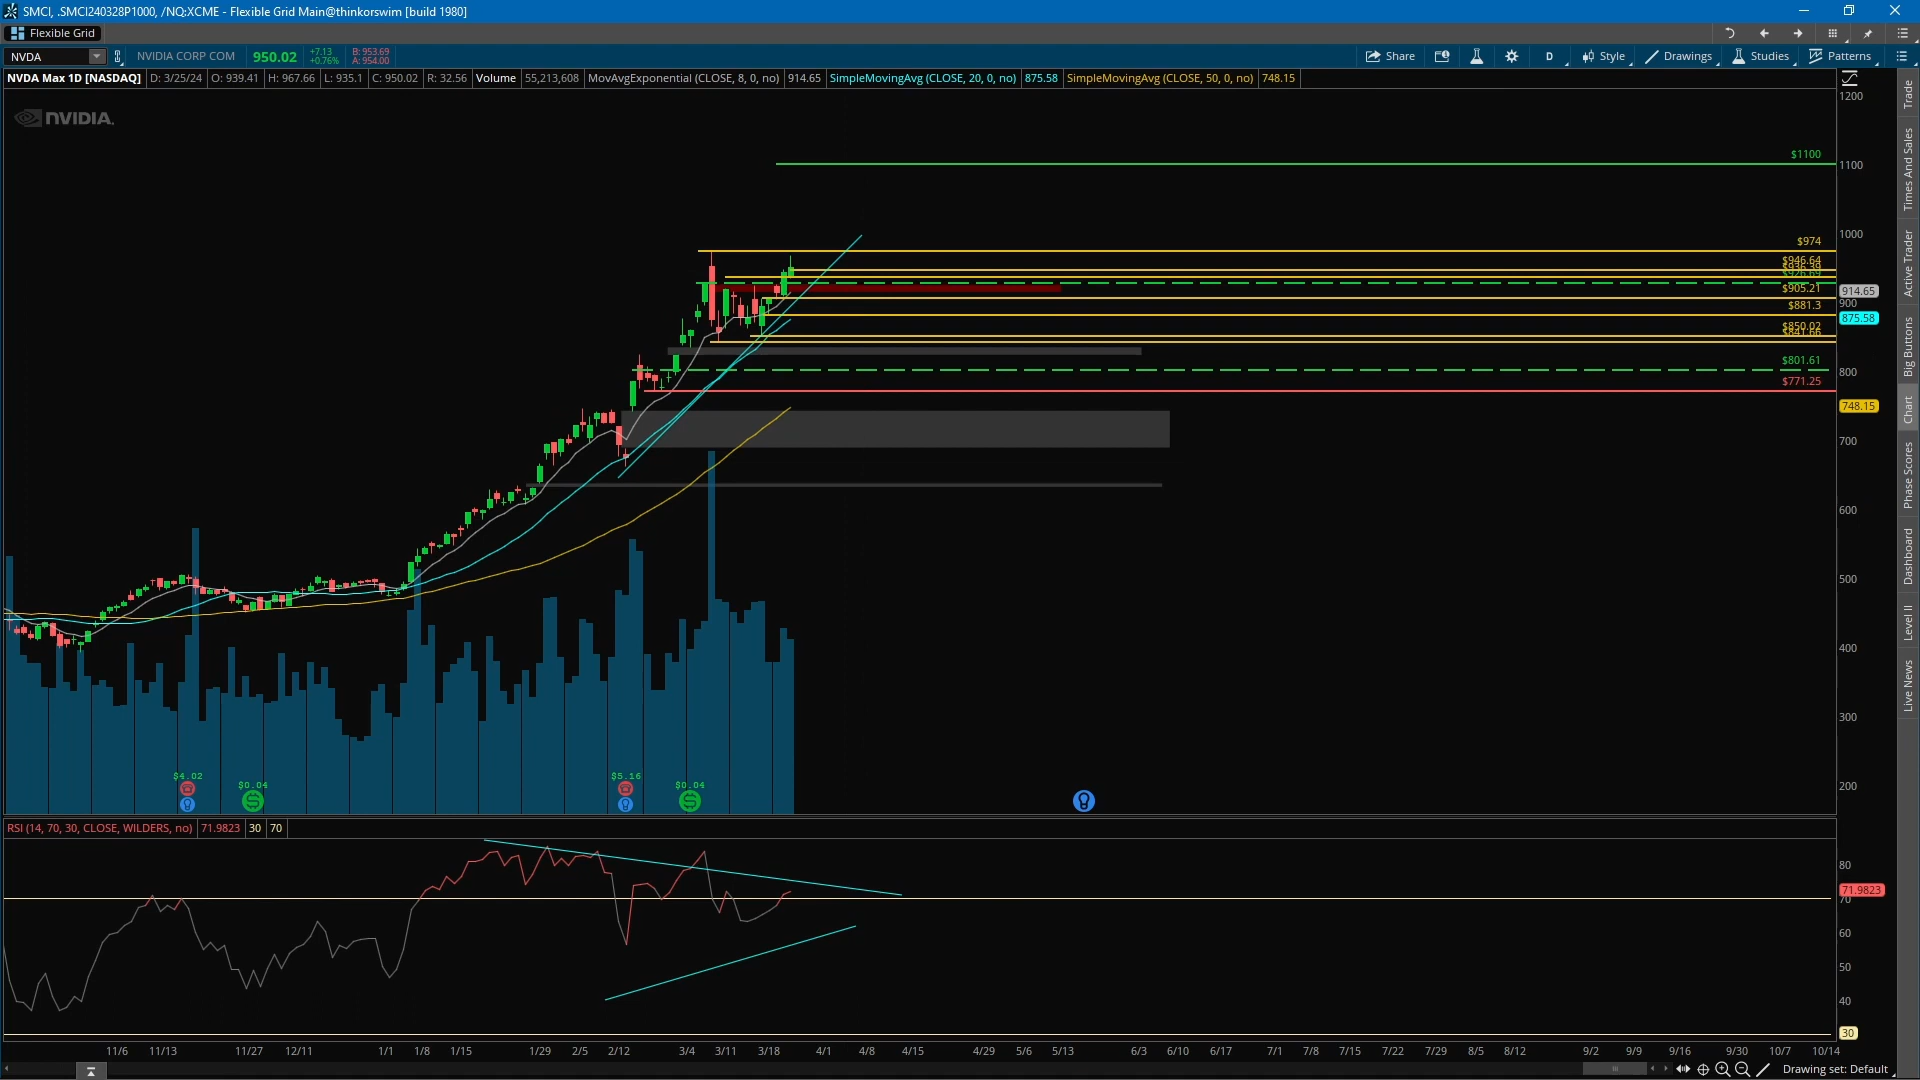 SMCI, .SMCI240328P1000, /NQ:XCME - Flexible Grid Main@thinkorswim [build 1980]
Flexible Grid
NVDA NVIDIA CORP COM 950.02 +7.13 +0.76% B: 953.69 A: 954.00 Share D Style Drawings Studies Patterns
NVDA Max 1D [NASDAQ] D: 3/25/24 O: 939.41 H: 967.66 L: 935.1 C: 950.02 R: 32.56 Volume 55,213,608 MovAvgExponential (CLOSE, 8, 0, no) 914.65 SimpleMovingAvg (CLOSE, 20, 0, no) 875.58 SimpleMovingAvg (CLOSE, 50, 0, no) 748.15
NVIDIA.
1200
$1100
1100
1000
$974
$946.64
$905.21
914.65
900
$881.3
875.58
$850.02
$801.61
800
$771.25
748.15
700
600
500
400
300
200
$4.02
$0.04
$5.16
$0.04
RSI (14, 70, 30, CLOSE, WILDERS, no) 71.9823 30 70
80
71.9823
70
60
50
40
30
11/6 11/13 11/27 12/11 1/1 1/8 1/15 1/29 2/5 2/12 3/4 3/11 3/18 4/1 4/8 4/15 4/29 5/6 5/13 6/3 6/10 6/17 7/1 7/8 7/15 7/22 7/29 8/5 8/12 9/2 9/9 9/16 9/30 10/7 10/14
Drawing set: Default
Trade
Times And Sales
Active Trader
Big Buttons
Chart
Phase Scores
Dashboard
Level II
Live News